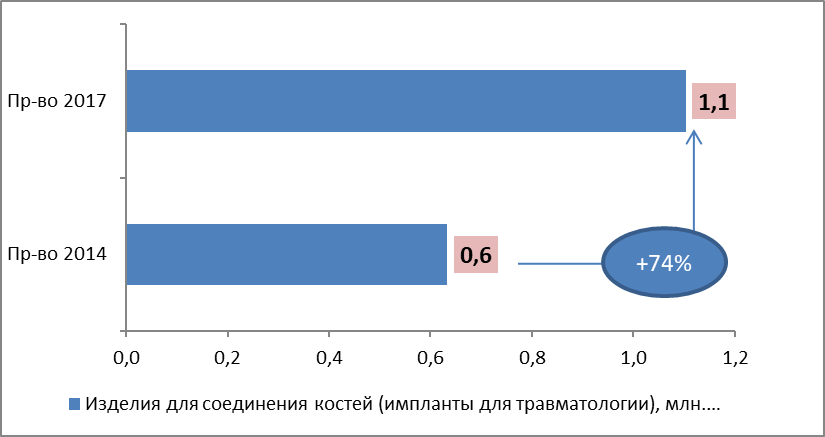 Пр-во 2017
1,1
Пр-во 2014
0,6
+74%
0,0 0,2 0,4 0,6 0,8 1,0 1,2
Изделия для соединения костей (импланты для травматологии), млн....